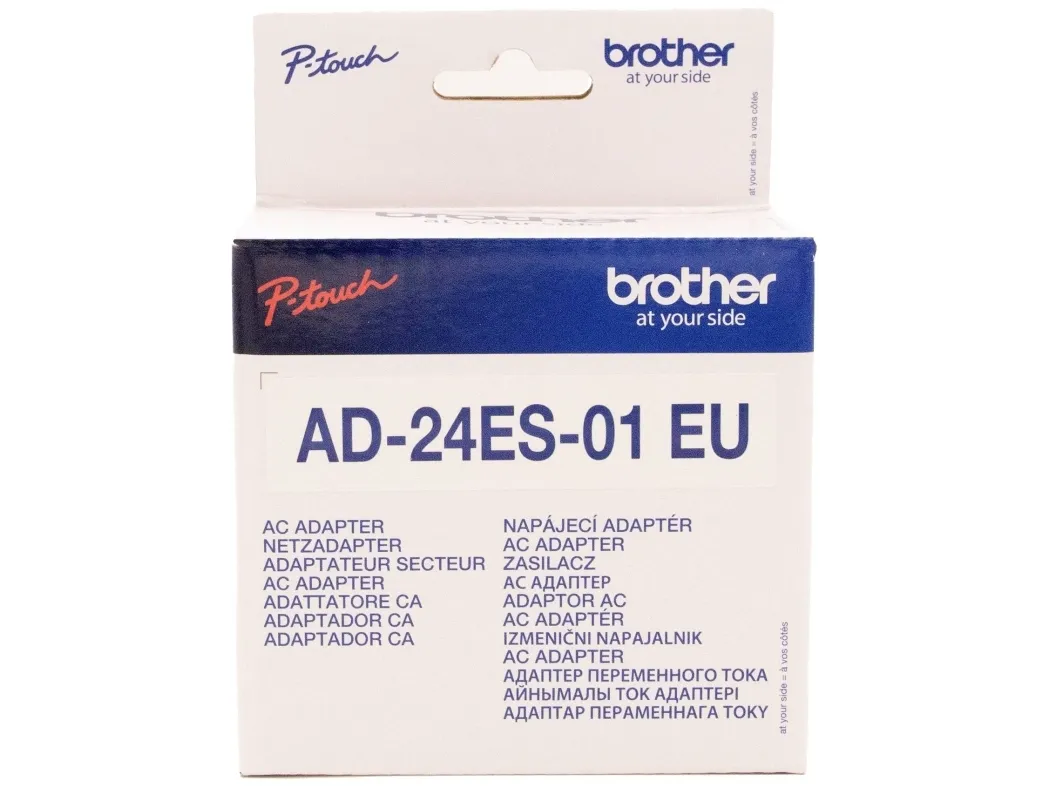 P-touch
brother
at your side
at your side = à vos côtés
brother
at your side
P-touch
brother
at your side
AD-24ES-01 EU
AC ADAPTER
NETZADAPTER
ADAPTATEUR SECTEUR
AC ADAPTER
ADATTATORE CA
ADAPTADOR CA
ADAPTADOR CA
NAPÁJECÍ ADAPTÉR
AC ADAPTER
ZASILACZ
АС АДАПТЕР
ADAPTOR AC
AC ADAPTÉR
IZMENIČNI NAPAJALNIK
AC ADAPTER
АДАПТЕР ПЕРЕМЕННОГО ТОКА
АЙНЫМАЛЫ ТОК АДАПТЕРІ
АДАПТАР ПЕРАМЕННАГА ТОКУ
at your side = à vos côtés